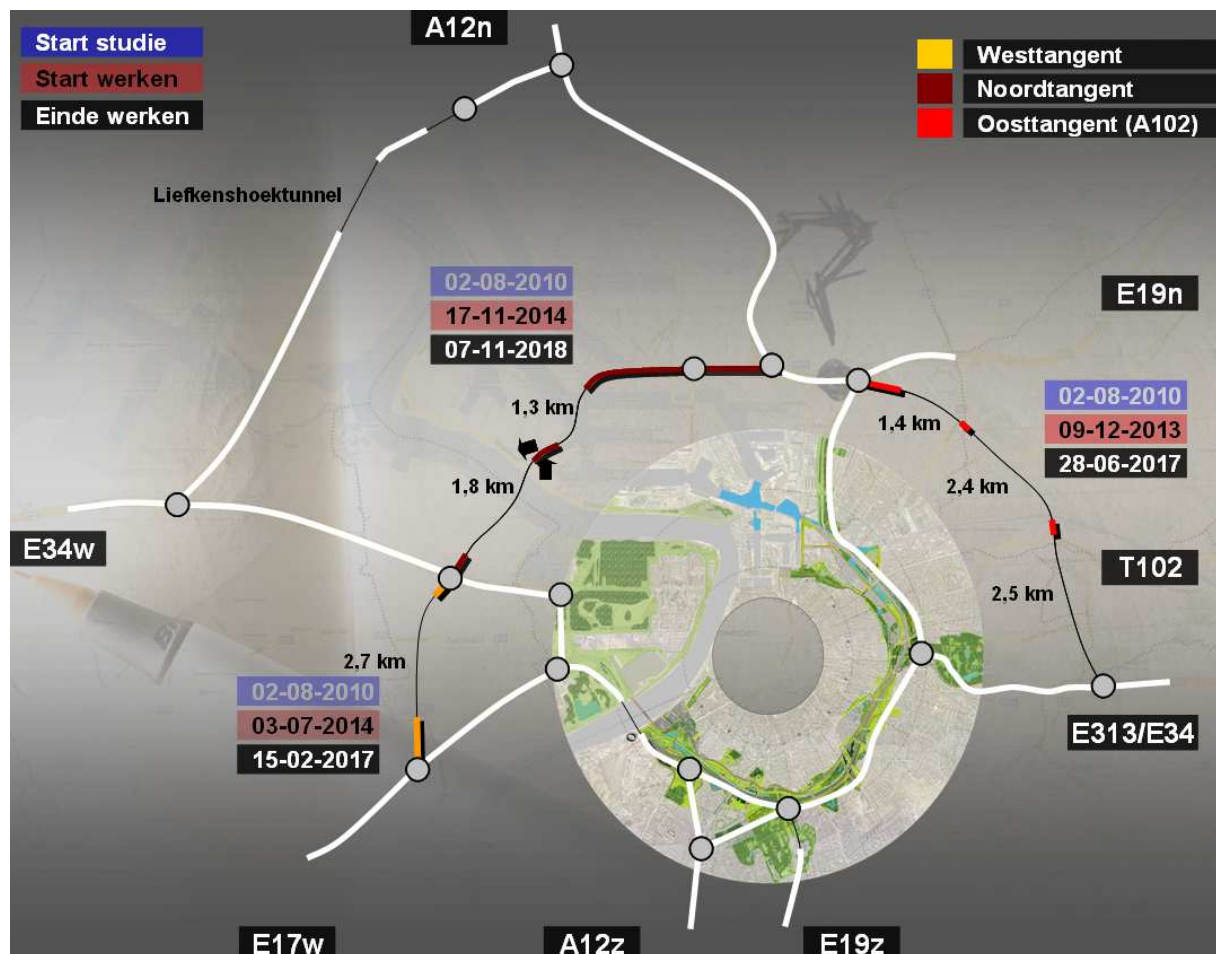 A12n
Start studie
Start werken
Einde werken
Westtangent
Noordtangent
Oosttangent (A102)
Liefkenshoektunnel
02-08-2010
17-11-2014
07-11-2018
E19n
1,3 km
1,4 km
02-08-2010
09-12-2013
28-06-2017
1,8 km
2,4 km
E34w
T102
2,5 km
2,7 km
02-08-2010
03-07-2014
15-02-2017
E313/E34
E17w
A12z
E19z